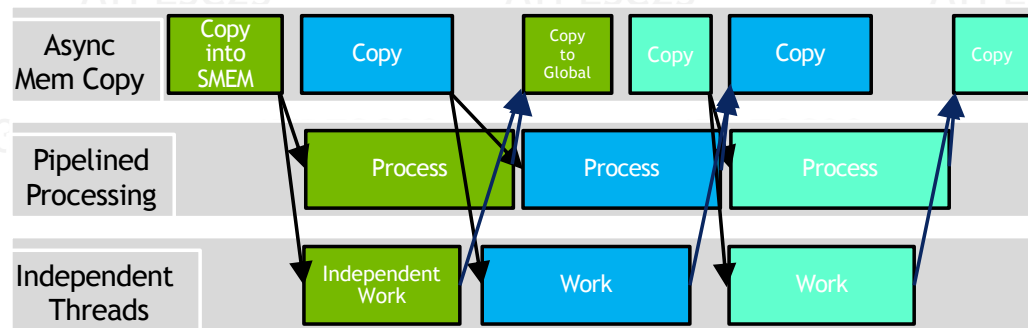 Async
Mem Copy
Copy
into
SMEM
Copy
Copy
to
Global
Copy
Copy
Copy
Pipelined
Processing
Process
Process
Process
Independent
Threads
Independent
Work
Work
Work